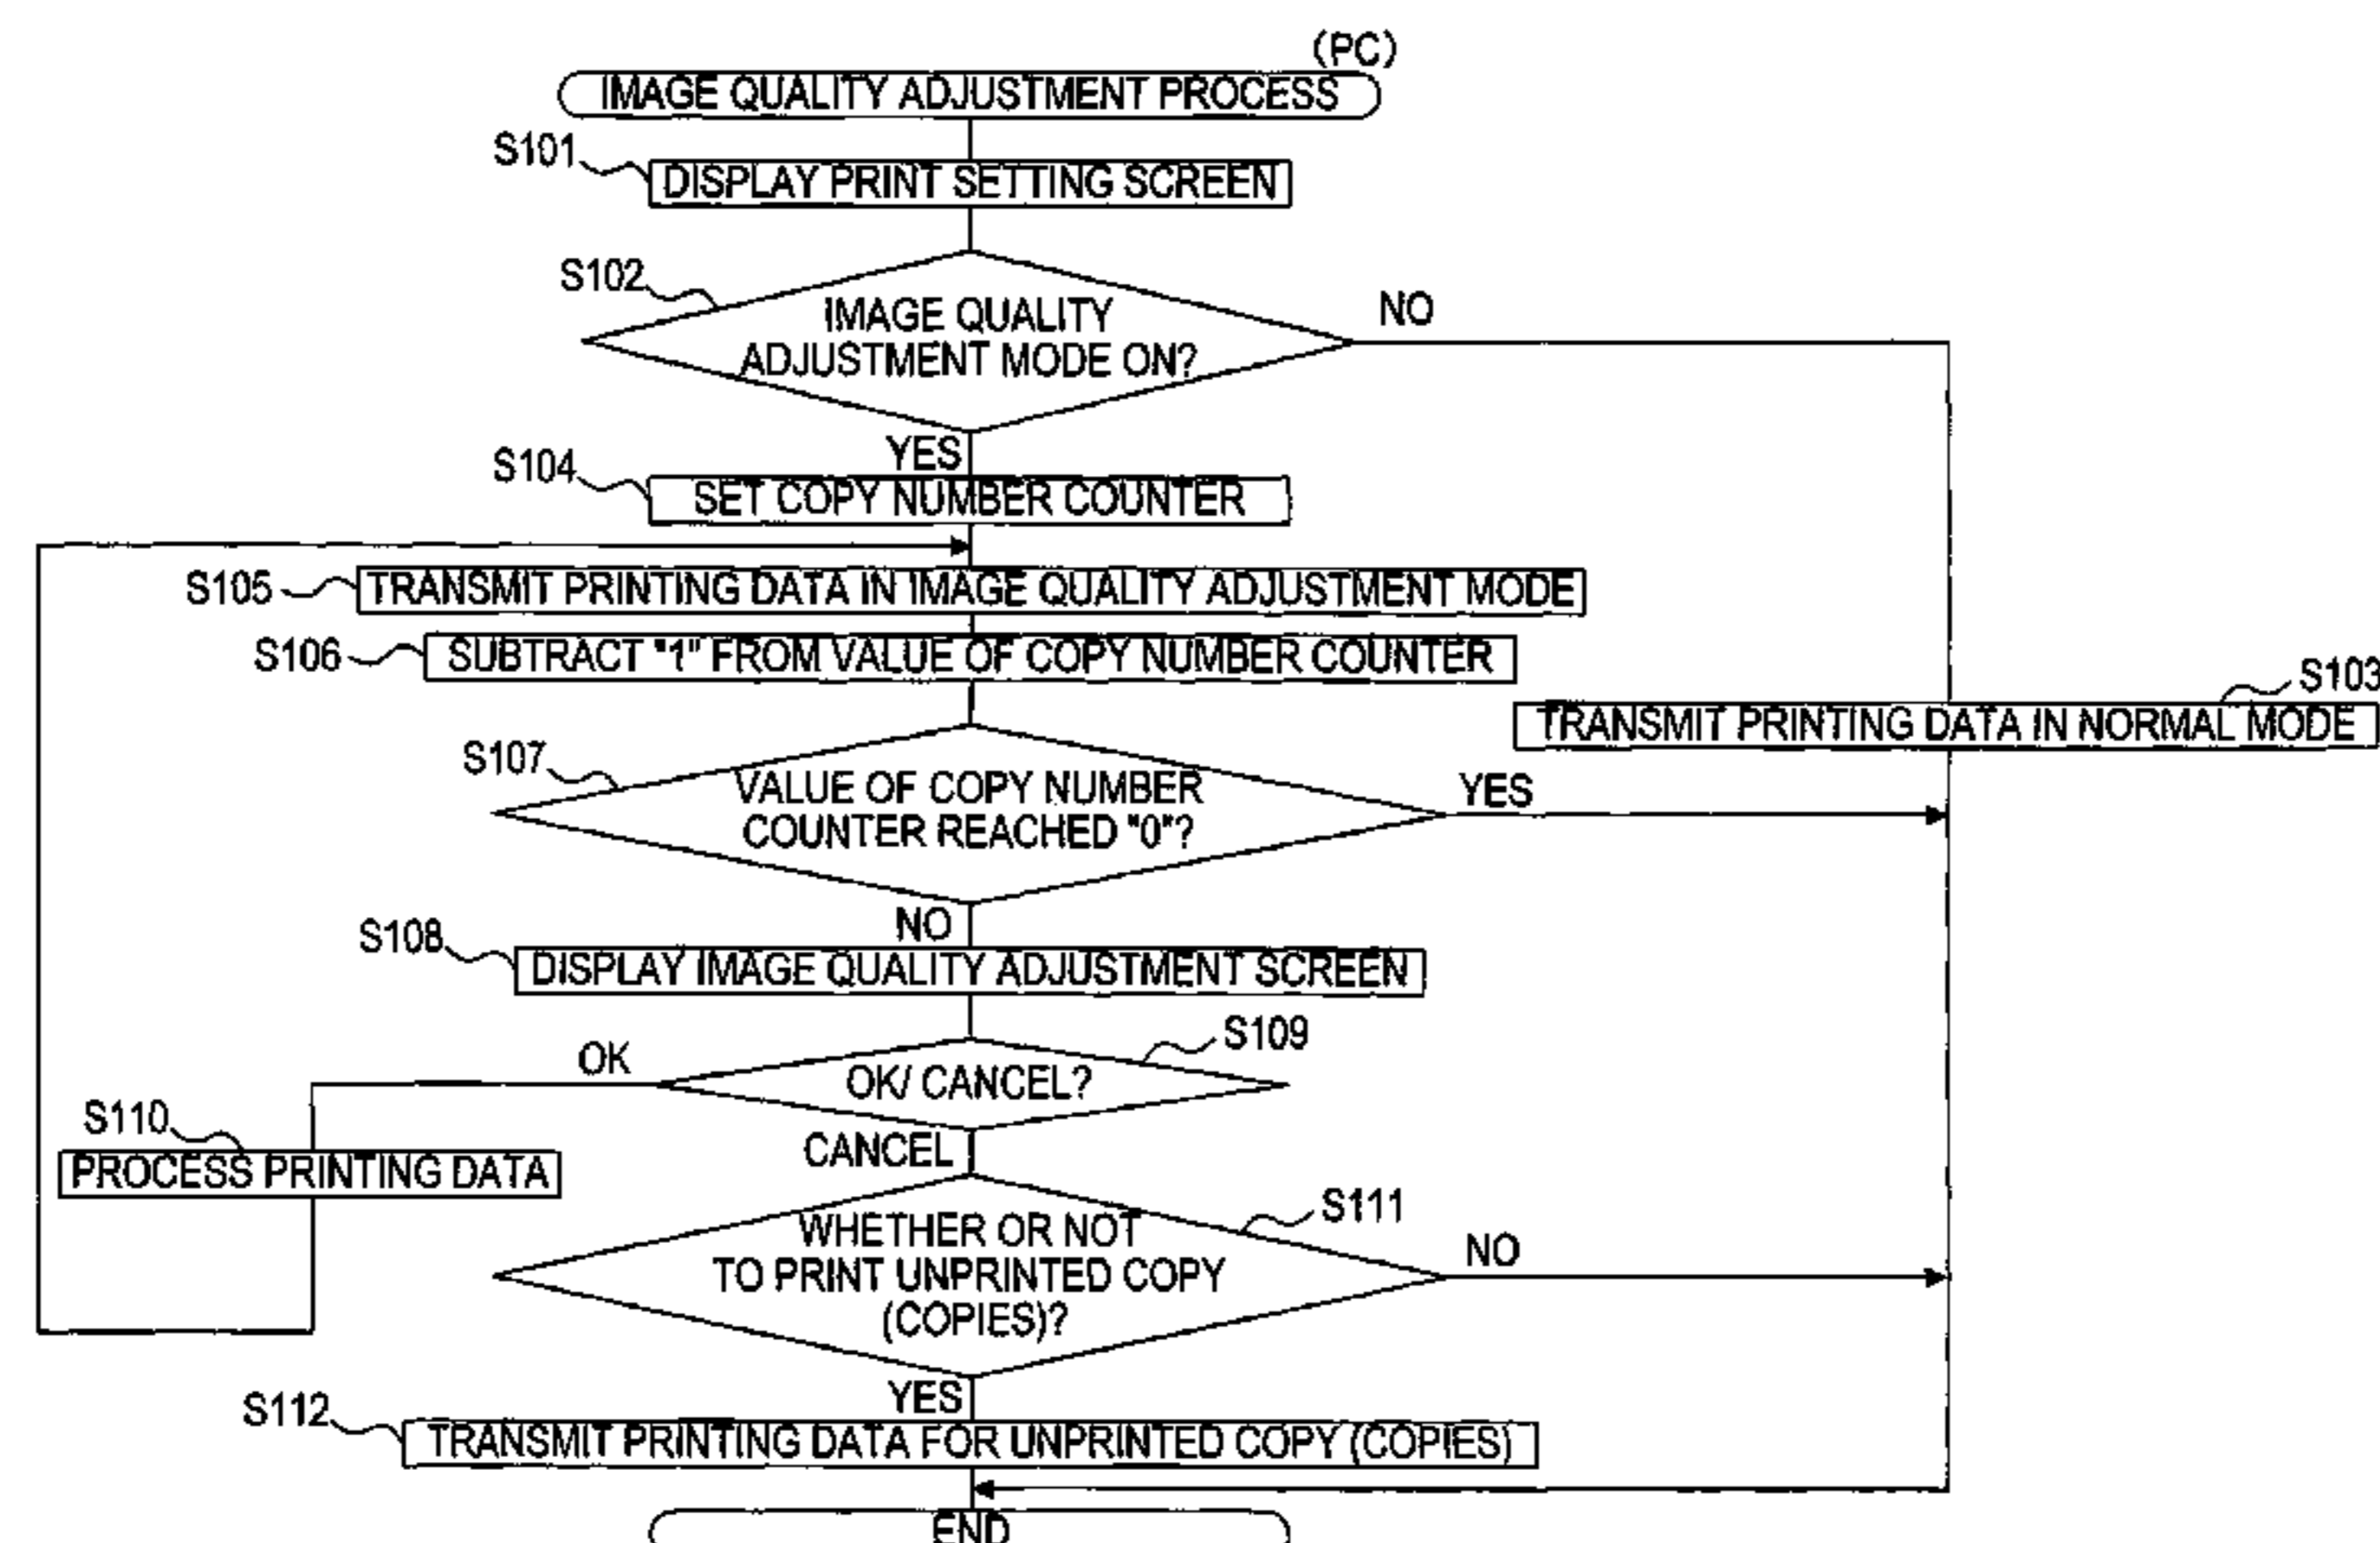 (PC)
IMAGE QUALITY ADJUSTMENT PROCESS
S101
DISPLAY PRINT SETTING SCREEN
S102
IMAGE QUALITY
ADJUSTMENT MODE ON?
NO
YES
S104
SET COPY NUMBER COUNTER
S105
TRANSMIT PRINTING DATA IN IMAGE QUALITY ADJUSTMENT MODE
S106
SUBTRACT "1" FROM VALUE OF COPY NUMBER COUNTER
S103
TRANSMIT PRINTING DATA IN NORMAL MODE
S107
VALUE OF COPY NUMBER
COUNTER REACHED "0"?
YES
NO
S108
DISPLAY IMAGE QUALITY ADJUSTMENT SCREEN
S109
OK
OK/ CANCEL?
S110
PROCESS PRINTING DATA
CANCEL
S111
WHETHER OR NOT
TO PRINT UNPRINTED COPY
(COPIES)?
NO
YES
S112
TRANSMIT PRINTING DATA FOR UNPRINTED COPY (COPIES)
END